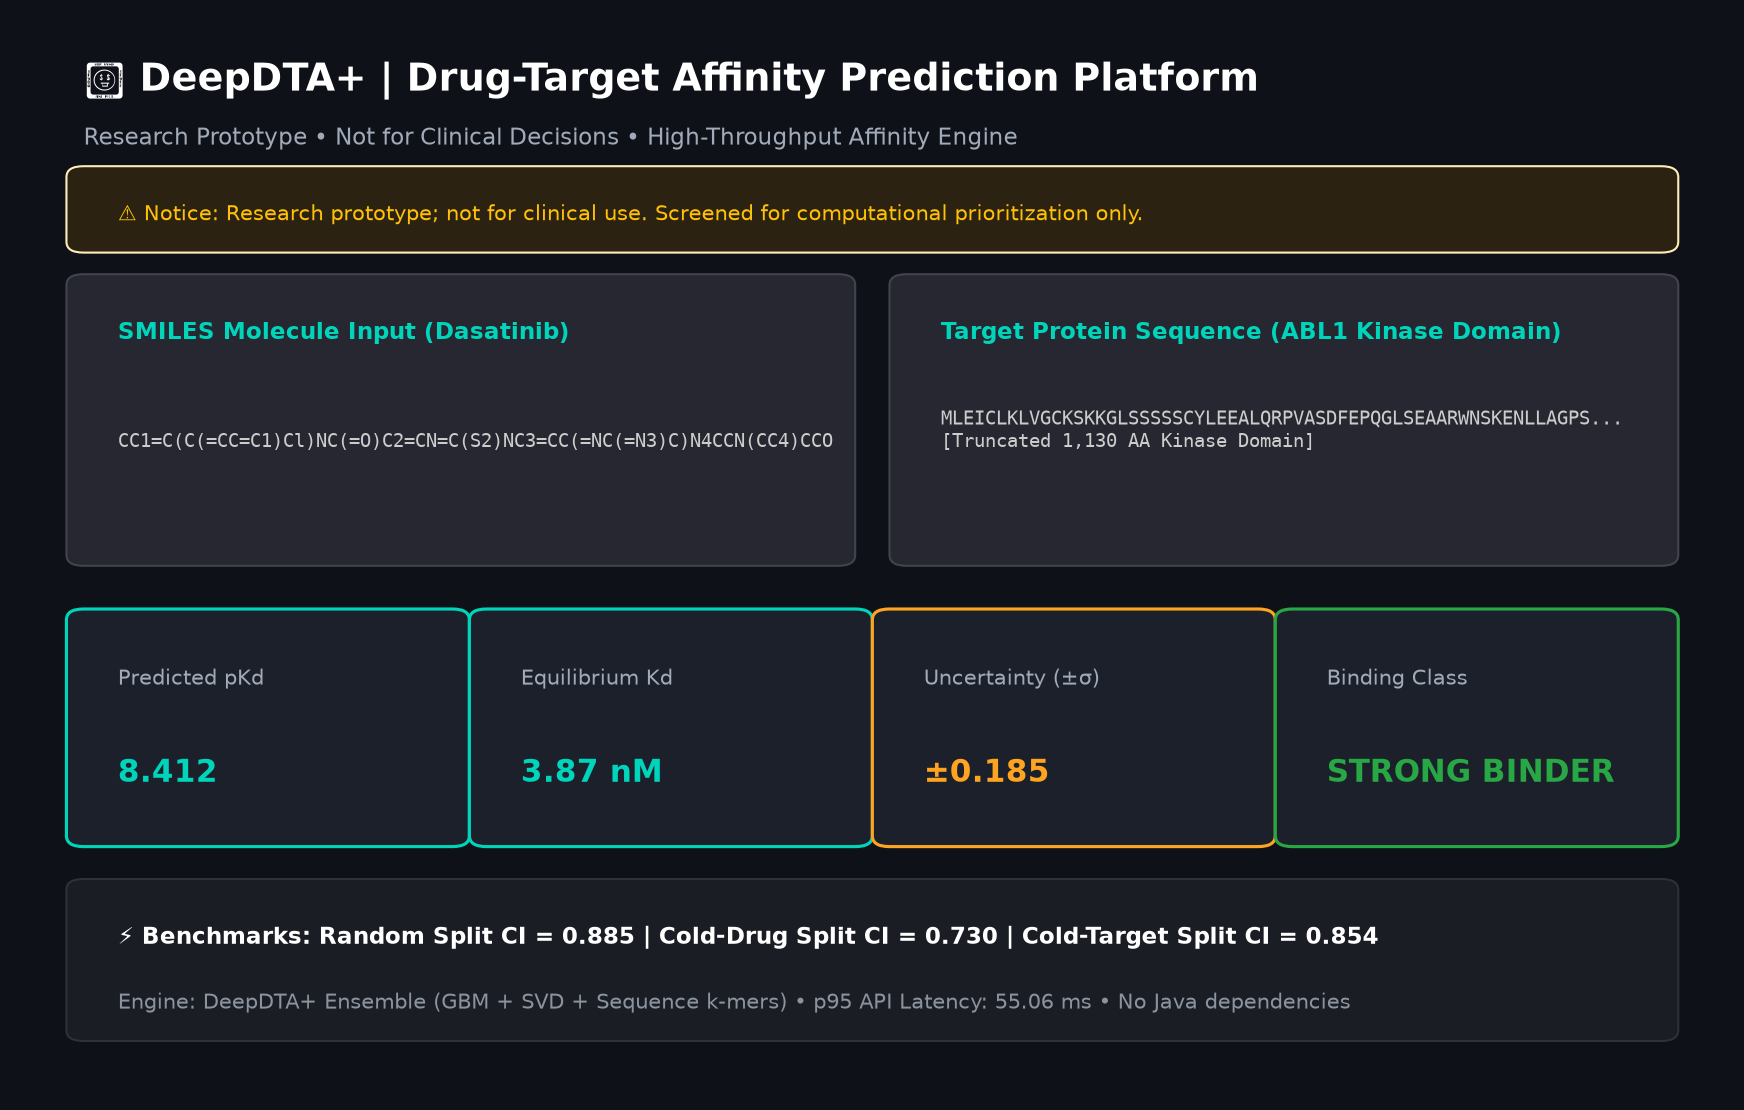 DeepDTA+ | Drug-Target Affinity Prediction Platform
Research Prototype • Not for Clinical Decisions • High-Throughput Affinity Engine
⚠ Notice: Research prototype; not for clinical use. Screened for computational prioritization only.
SMILES Molecule Input (Dasatinib)
CC1=C(C(=CC=C1)Cl)NC(=O)C2=CN=C(S2)NC3=CC(=NC(=N3)C)N4CCN(CC4)CCO
Target Protein Sequence (ABL1 Kinase Domain)
MLEICLKLVGCKSKKGLSSSSSCYLEEALQRPVASDFEPQGLSEAARWNSKENLLAGPS...
[Truncated 1,130 AA Kinase Domain]
Predicted pKd
8.412
Equilibrium Kd
3.87 nM
Uncertainty (±σ)
±0.185
Binding Class
STRONG BINDER
⚡ Benchmarks: Random Split CI = 0.885 | Cold-Drug Split CI = 0.730 | Cold-Target Split CI = 0.854
Engine: DeepDTA+ Ensemble (GBM + SVD + Sequence k-mers) • p95 API Latency: 55.06 ms • No Java dependencies